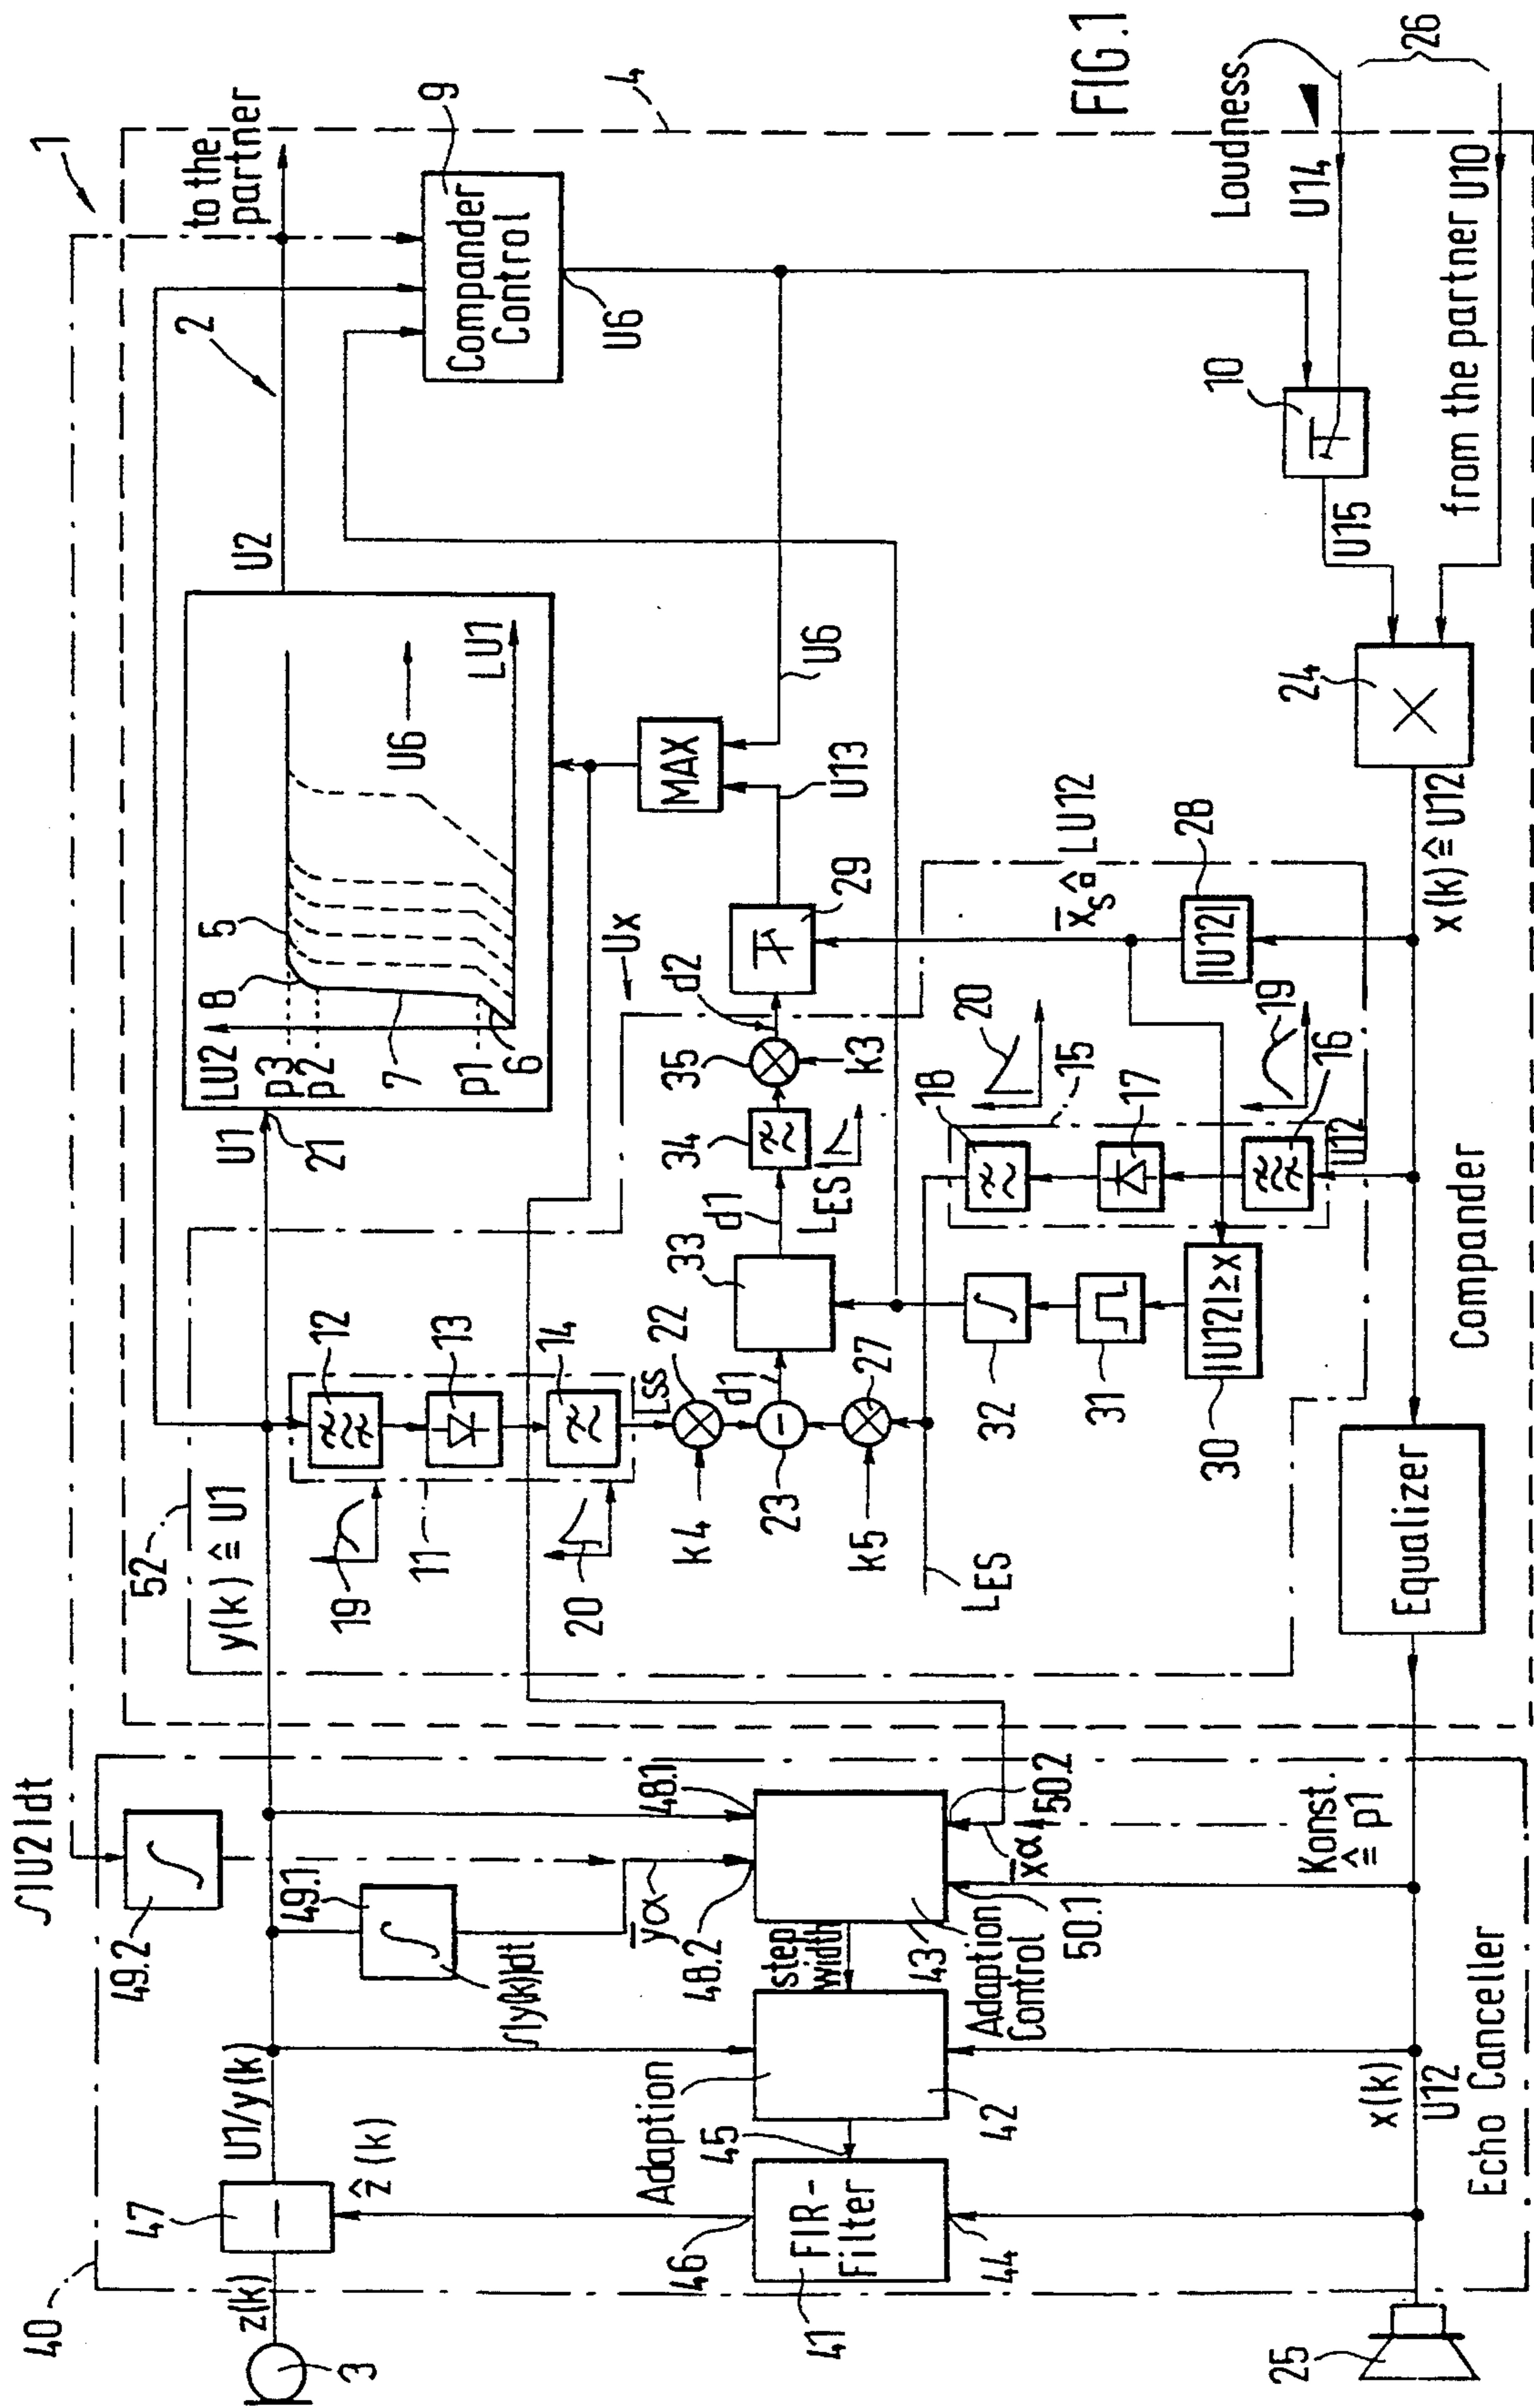 FIG.1
1
40
z(k)
3
47
U1/y(k)
ẑ(k)
∫|U2|dt
49.2
49.1
∫|y(k)|dt
ȳα
48.1
48.2
Adaption
45
46
FIR-
Filter
41
44
42
step
width
43
Adaption
Control
50.1
50.2
x̄α
Konst.
≙ p1
x(k)
U12
Echo Canceller
25
52
y(k) ≙ U1
19
20
11
12
13
14
LSS
22
k4
d1
23
27
k5
LES
33
d1
LES
34
35
k3
d2
29
Ux
U13
MAX
U6
U1
21
LU2
p3
p2
p1
8
5
7
6
U6
LU1
U2
2
to the
partner
Compander
Control
9
U6
4
32
31
30
|U12| ≥ x
18
20
15
17
19
16
U12
x̄s ≙ LU12
28
|U12|
x(k) ≙ U12
24
U15
10
Loudness
U14
26
from the partner U10
Equalizer
Compander